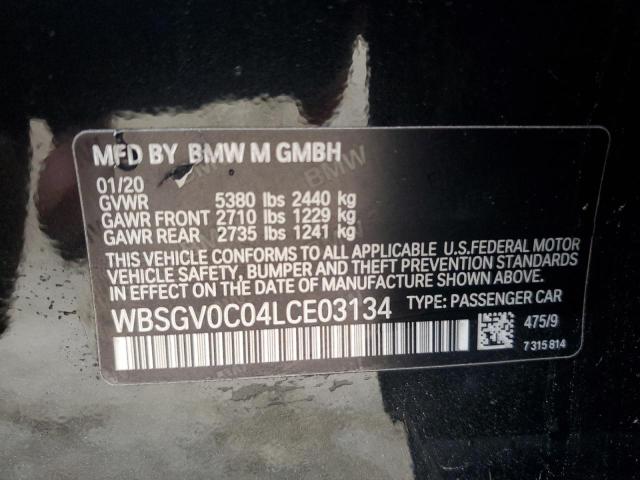 MFD BY BMW M GMBH
01/20
GVWR 5380 lbs 2440 kg
GAWR FRONT 2710 lbs 1229 kg
GAWR REAR 2735 lbs 1241 kg
THIS VEHICLE CONFORMS TO ALL APPLICABLE U.S.FEDERAL MOTOR
VEHICLE SAFETY, BUMPER, AND THEFT PREVENTION STANDARDS
IN EFFECT ON THE DATE OF MANUFACTURE SHOWN ABOVE.
WBSGV0C04LCE03134 TYPE: PASSENGER CAR
475/9
7 315 814